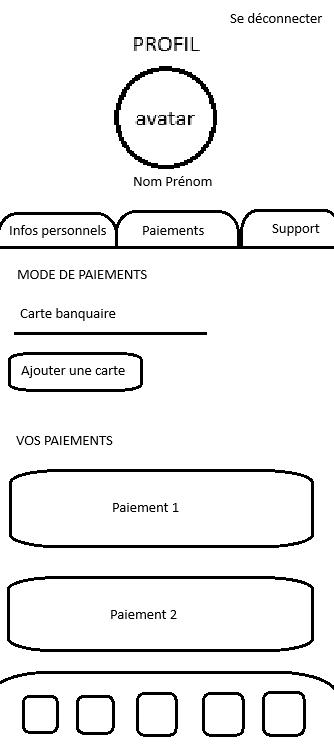 Se déconnecter
PROFIL
avatar
Nom Prénom
Infos personnels
Paiements
Support
MODE DE PAIEMENTS
Carte banquaire
Ajouter une carte
VOS PAIEMENTS
Paiement 1
Paiement 2